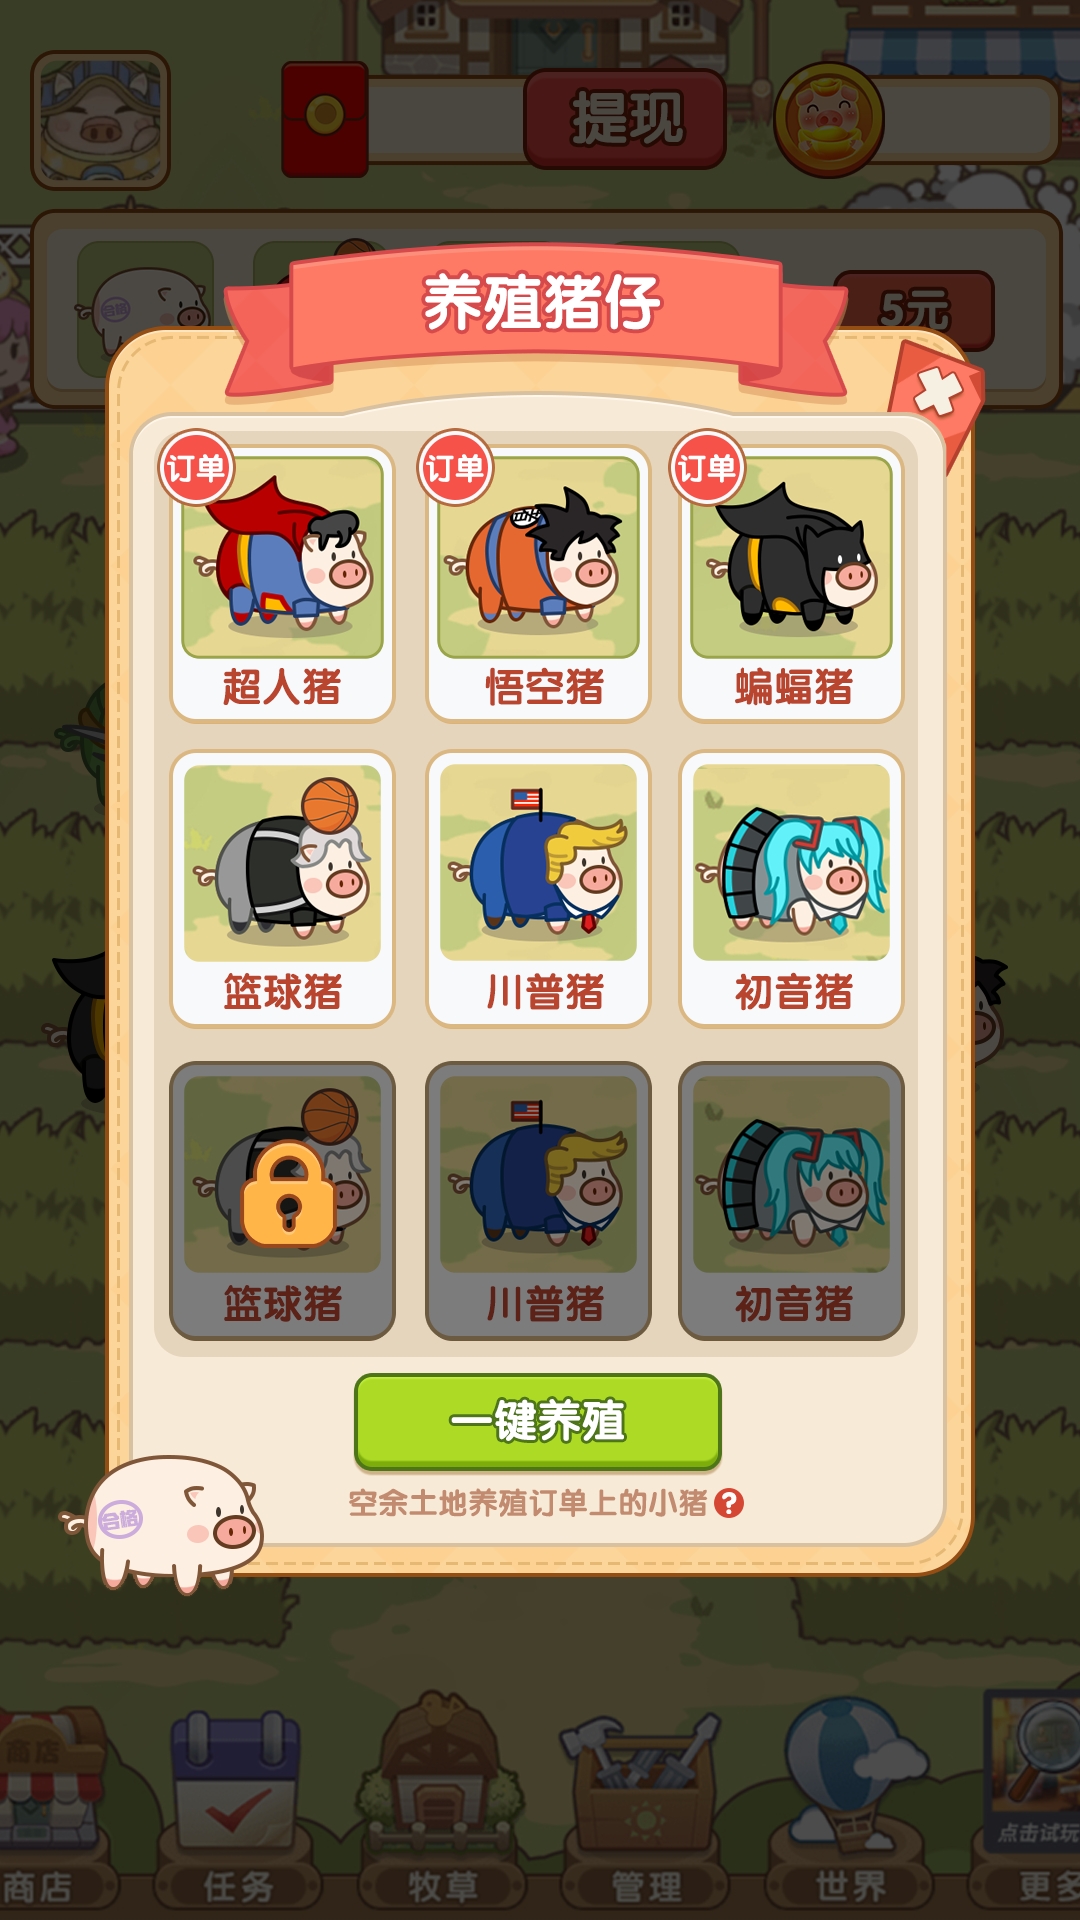 提现
合格
5元
养殖猪仔
订单
订单
订单
超人猪
悟空猪
蝙蝠猪
篮球猪
川普猪
初音猪
篮球猪
川普猪
初音猪
一键养殖
空余土地养殖订单上的小猪?
合格
商店
点击试玩
商店
任务
牧草
管理
世界
更多